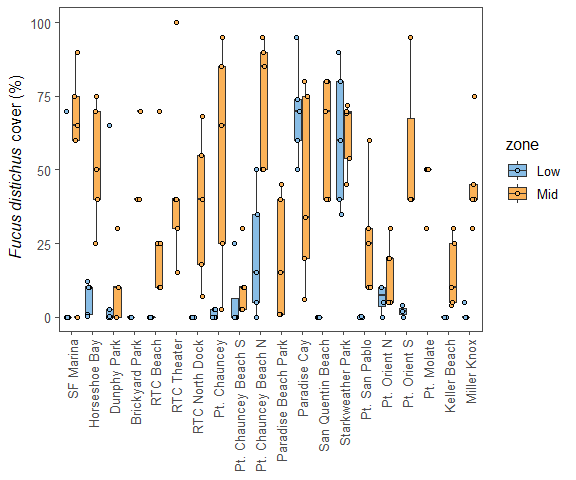 Fucus distichus cover (%)
100
75
50
25
0
SF Marina
Horseshoe Bay
Dunphy Park
Brickyard Park
RTC Beach
RTC Theater
RTC North Dock
Pt. Chauncey
Pt. Chauncey Beach S
Pt. Chauncey Beach N
Paradise Beach Park
Paradise Cay
San Quentin Beach
Starkweather Park
Pt. San Pablo
Pt. Orient N
Pt. Orient S
Pt. Molate
Keller Beach
Miller Knox
zone
Low
Mid